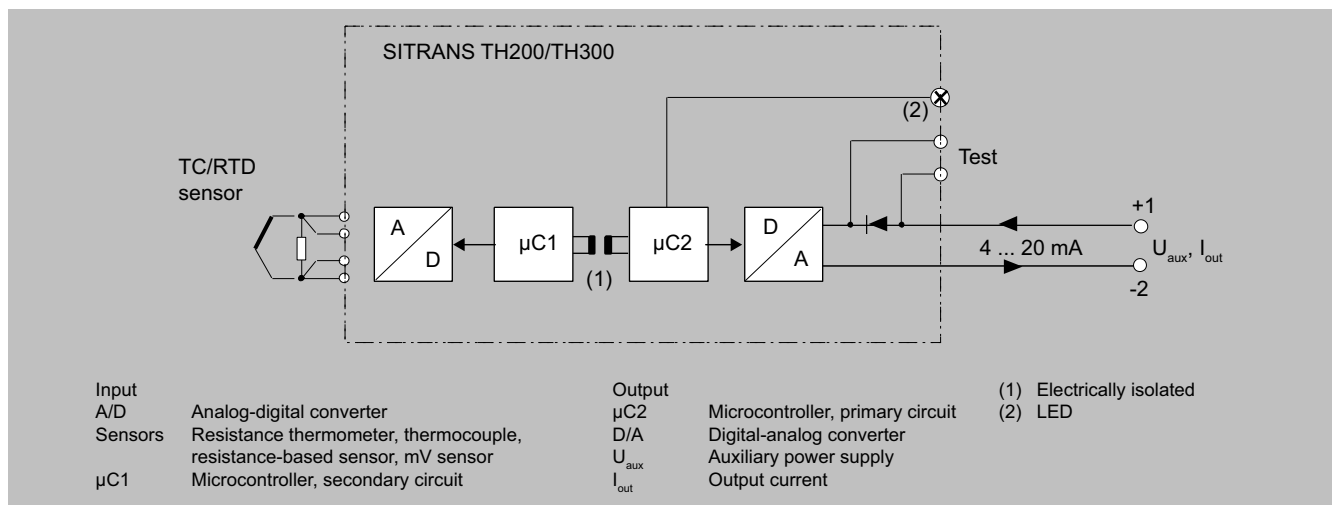 SITRANS TH200/TH300
(2)
Test
TC/RTD
sensor
A
D
µC1
(1)
µC2
D
A
+1
4 ... 20 mA
U_aux, I_out
-2
Input
A/D Analog-digital converter
Sensors Resistance thermometer, thermocouple,
resistance-based sensor, mV sensor
µC1 Microcontroller, secondary circuit
Output
µC2 Microcontroller, primary circuit
D/A Digital-analog converter
U_aux Auxiliary power supply
I_out Output current
(1) Electrically isolated
(2) LED